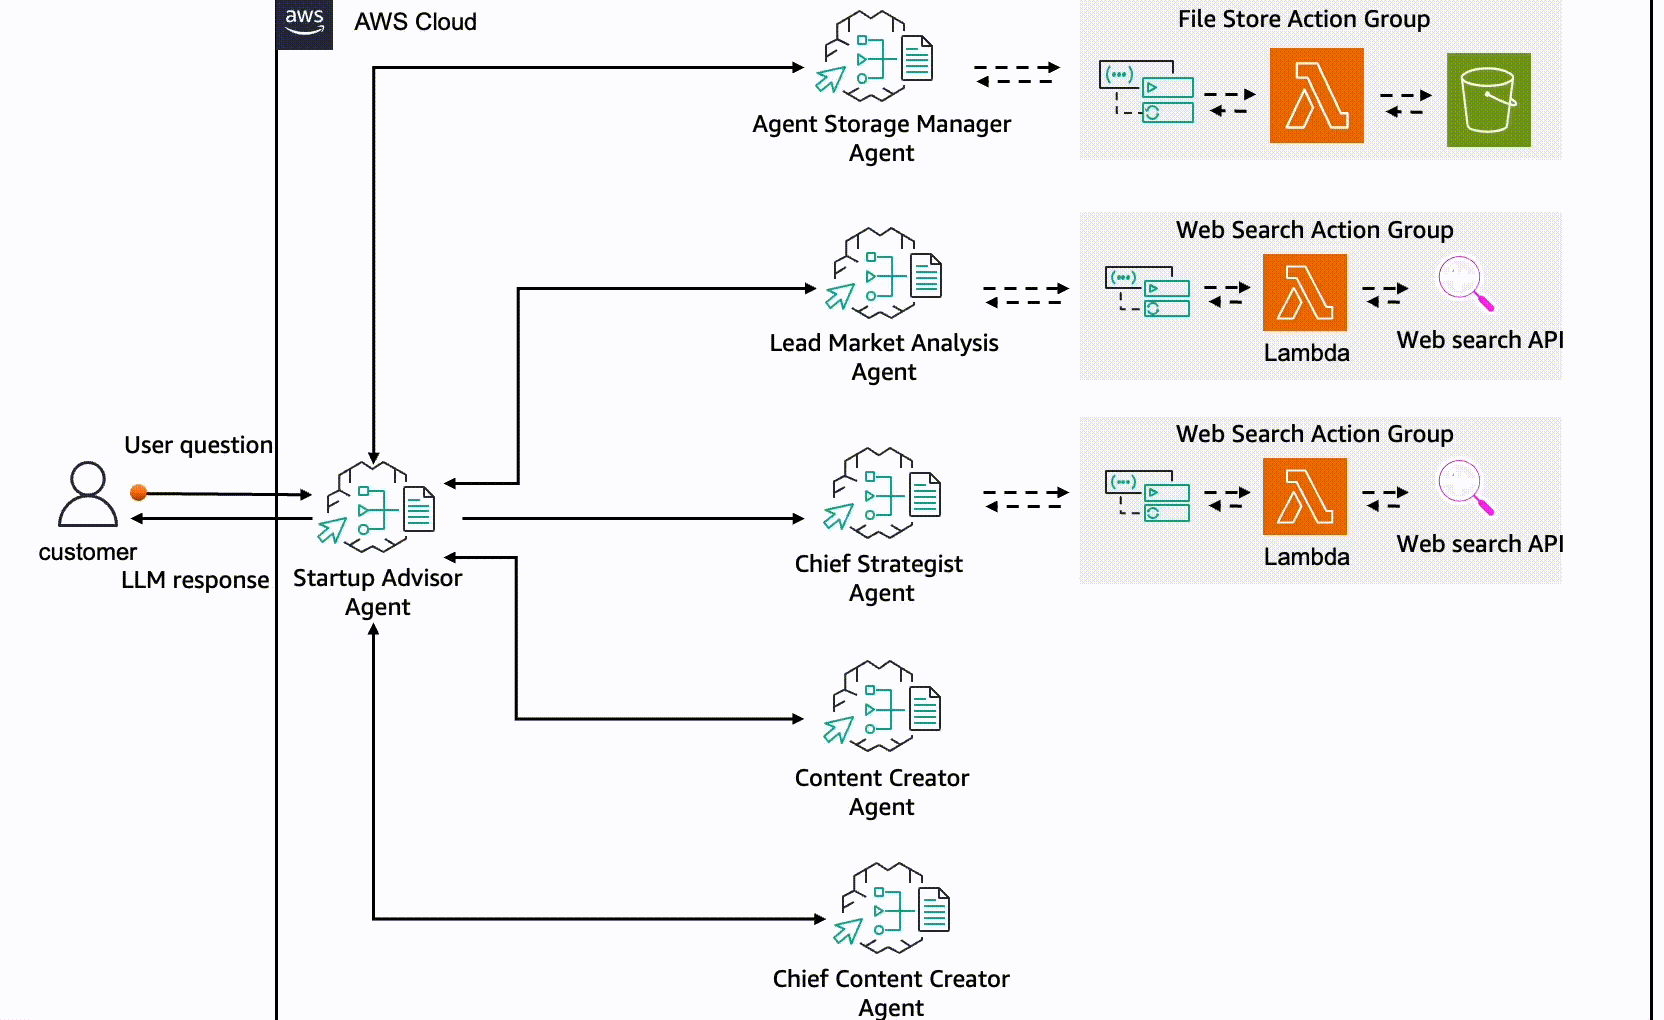 aws
AWS Cloud
File Store Action Group
Agent Storage Manager
Agent
Web Search Action Group
Lambda
Web search API
Lead Market Analysis
Agent
User question
customer
LLM response
Startup Advisor
Agent
Web Search Action Group
Lambda
Web search API
Chief Strategist
Agent
Content Creator
Agent
Chief Content Creator
Agent